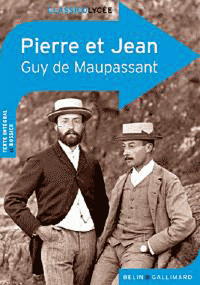 CLASSICOLYCÉE
Pierre et Jean
Guy de Maupassant
TEXTE INTÉGRAL
+ DOSSIER
BELIN GALLIMARD